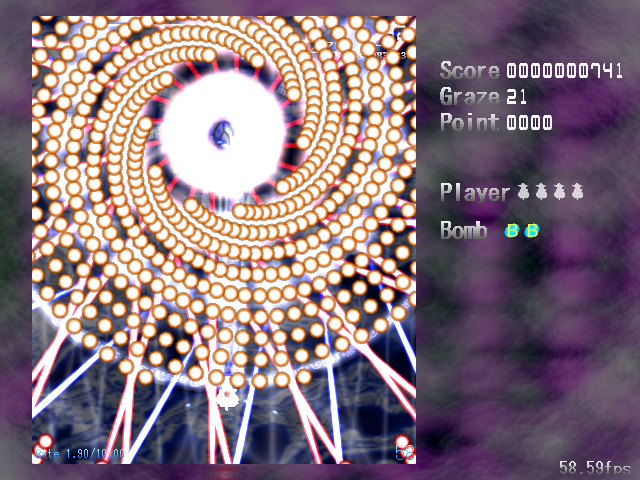 Score 0000000741
Graze 21
Point 0000
Player
Bomb B B
58.59fps